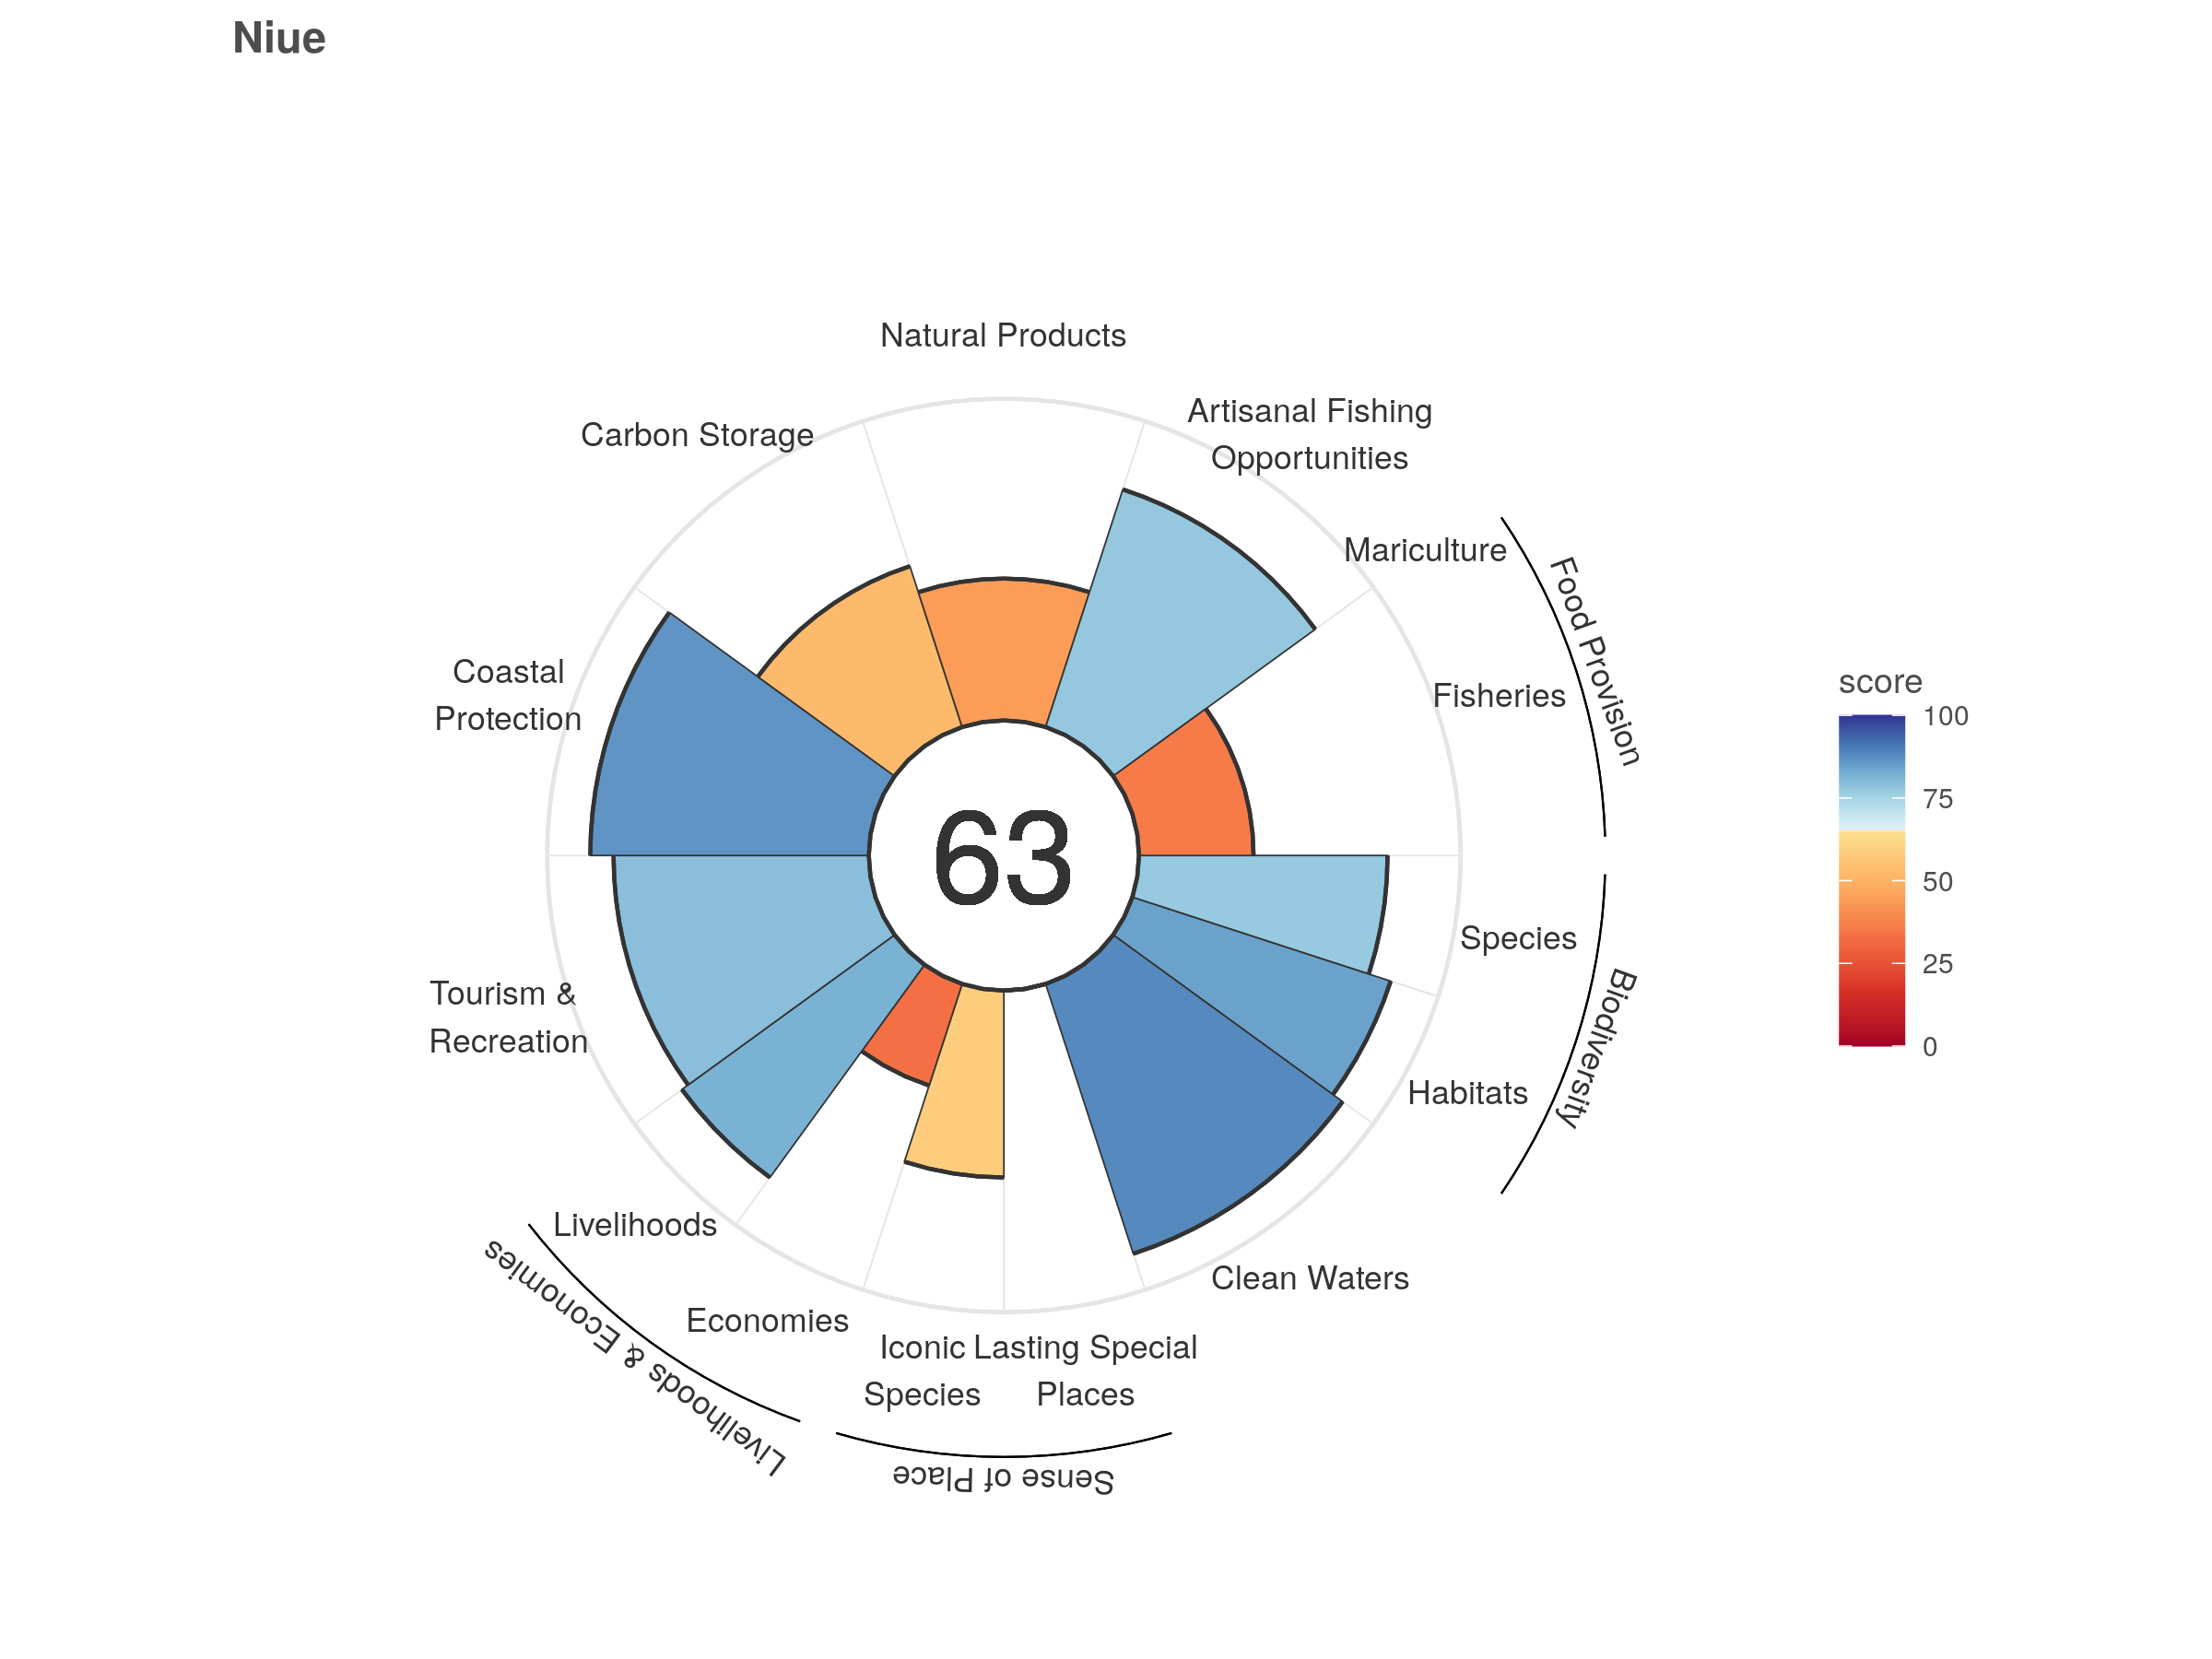 Niue
Natural Products
Artisanal Fishing
Opportunities
Carbon Storage
Mariculture
Food Provision
Fisheries
Coastal
Protection
63
score
100
75
50
25
0
Species
Biodiversity
Habitats
Tourism &
Recreation
Clean Waters
Livelihoods
Livelihoods & Economies
Economies
Iconic
Species
Lasting Special
Places
Sense of Place